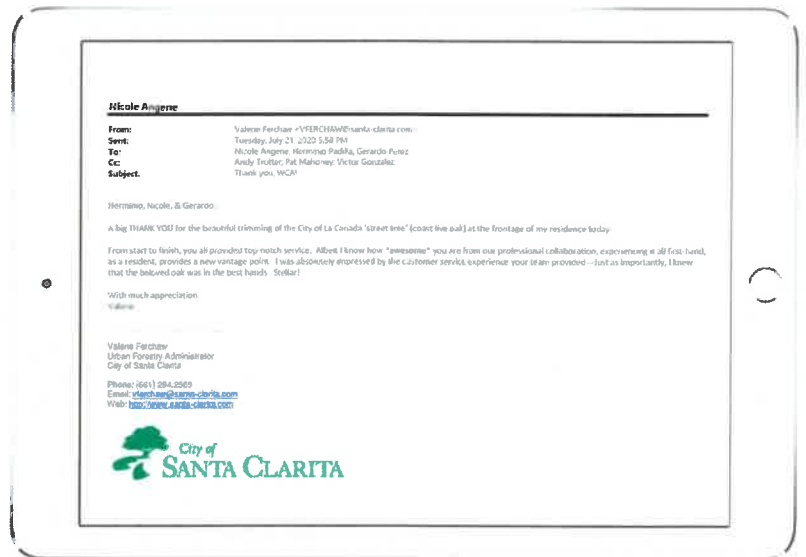 Nicole Angene
From: Valerie Ferchaw <VFERCHAW@santa-clarita.com>
Sent: Tuesday, July 21, 2020 5:58 PM
To: Nicole Angene; Herminio Padilla; Gerardo Perez
Cc: Andy Trotter; Pat Mahoney; Victor Gonzalez
Subject: Thank you, WCA!
Herminio, Nicole, & Gerardo
A big THANK YOU for the beautiful trimming of the City of La Canada 'street tree' (coast live oak) at the frontage of my residence today
From start to finish, you all provided top-notch service. Albeit I know how "awesome" you are from our professional collaboration, experiencing it all first-hand,
as a resident, provides a new vantage point. I was absolutely impressed by the customer service experience your team provided – Just as importantly, I knew
that the beloved oak was in the best hands. Stellar!
With much appreciation
Valerie
Valerie Ferchaw
Urban Forestry Administrator
City of Santa Clarita
Phone: (661) 294-2569
Email: vferchaw@santa-clarita.com
Web: http://www.santa-clarita.com
City of
SANTA CLARITA